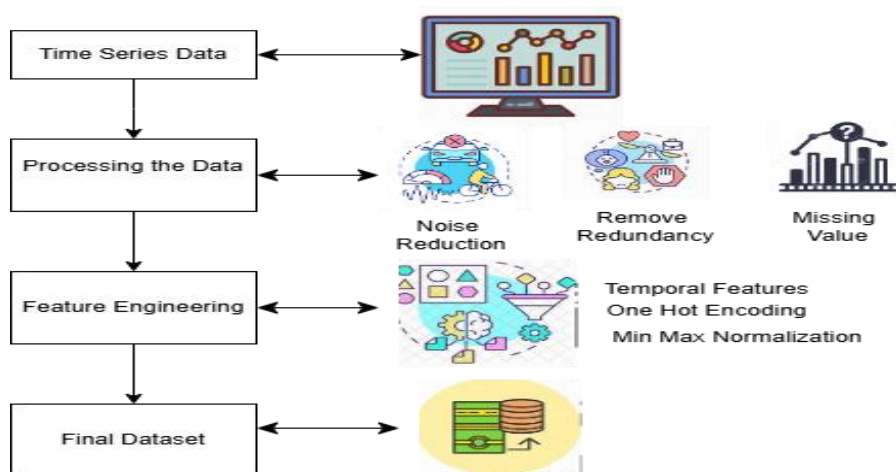 Time Series Data
Processing the Data
Noise
Reduction
Remove
Redundancy
Missing
Value
Feature Engineering
Temporal Features
One Hot Encoding
Min Max Normalization
Final Dataset